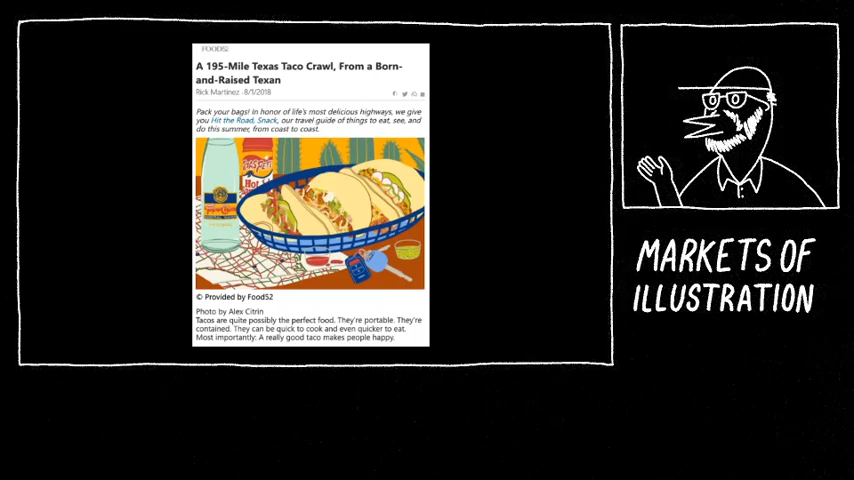 FOOD52
A 195-Mile Texas Taco Crawl, From a Born-
and-Raised Texan
Rick Martinez . 8/1/2018
Pack your bags! In honor of life's most delicious highways, we give
you Hit the Road, Snack, our travel guide of things to eat, see, and
do this summer, from coast to coast.
Hot
© Provided by Food52
Photo by Alex Citrin
Tacos are quite possibly the perfect food. They're portable. They're
contained. They can be quick to cook and even quicker to eat.
Most importantly: A really good taco makes people happy.
MARKETS OF
ILLUSTRATION